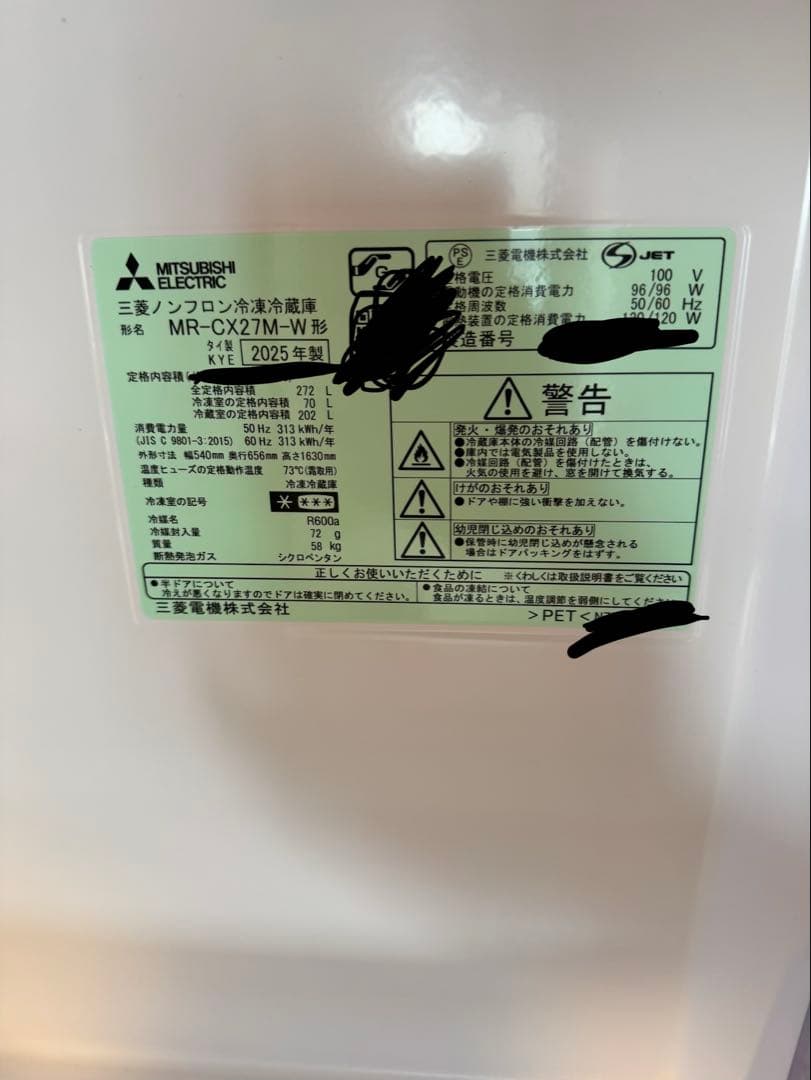 MITSUBISHI
ELECTRIC
三菱ノンフロン冷凍冷蔵庫
形名 MR-CX27M-W形
タイ製
KYE 2025年製
定格内容積
全定格内容積 272 L
冷凍室の定格内容積 70 L
冷蔵室の定格内容積 202 L
消費電力量 50Hz 313kWh/年
(JIS C 9801-3:2015) 60Hz 313kWh/年
外形寸法 幅540mm 奥行656mm 高さ1630mm
温度ヒューズの定格動作温度 73℃(霜取用)
種類 冷凍冷蔵庫
冷凍室の記号
冷媒名 R600a
冷媒封入量 72 g
質量 58 kg
断熱発泡ガス シクロペンタン
G
PS
E
三菱電機株式会社 JET
格電圧 100 V
動機の定格消費電力 96/96 W
格周波数 50/60 Hz
装置の定格消費電力 120 W
造番号
警告
発火・爆発のおそれあり
●冷蔵庫本体の冷媒回路(配管)を傷付けない。
●庫内では電気製品を使用しない。
●冷媒回路(配管)を傷付けたときは、
火気の使用を避け、窓を開けて換気する。
けがのおそれあり
●ドアや棚に強い衝撃を加えない。
幼児閉じ込めのおそれあり
●保管時に幼児閉じ込めが懸念される
場合はドアパッキングをはずす。
正しくお使いいただくために ※くわしくは取扱説明書をご覧ください
●半ドアについて
冷えが悪くなりますのでドアは確実に閉めてください。
●食品の凍結について
食品が凍るときは、温度調節を弱側にしてくだ
三菱電機株式会社
>PET<